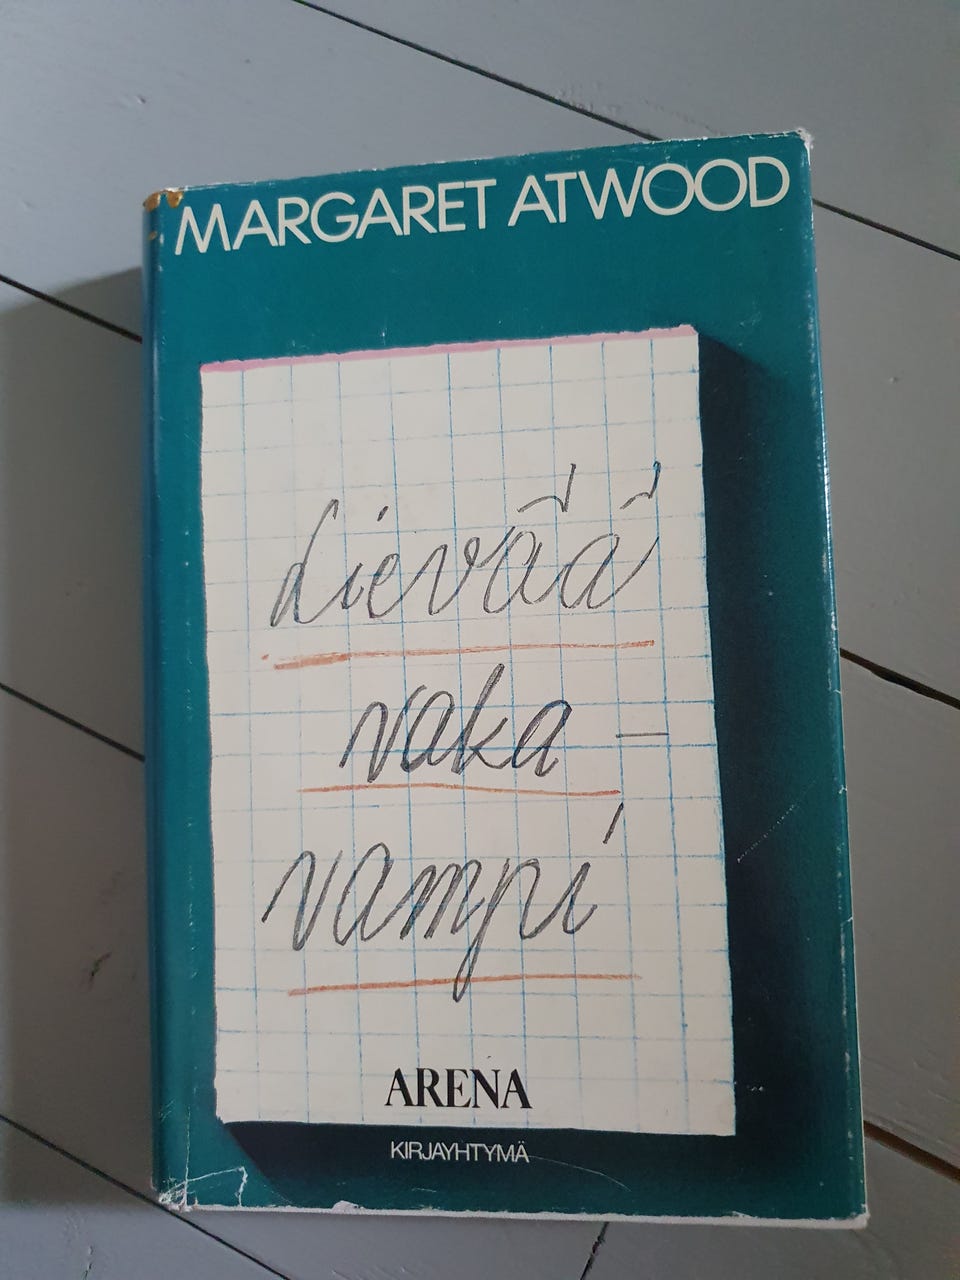 MARGARET ATWOOD
Lievää
vaka-
vampi
ARENA
KIRJAYHTYMÄ